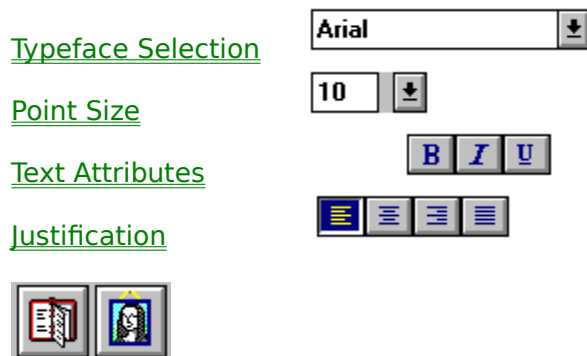 Typeface Selection
Arial
Point Size
10
Text Attributes
B I U
Justification